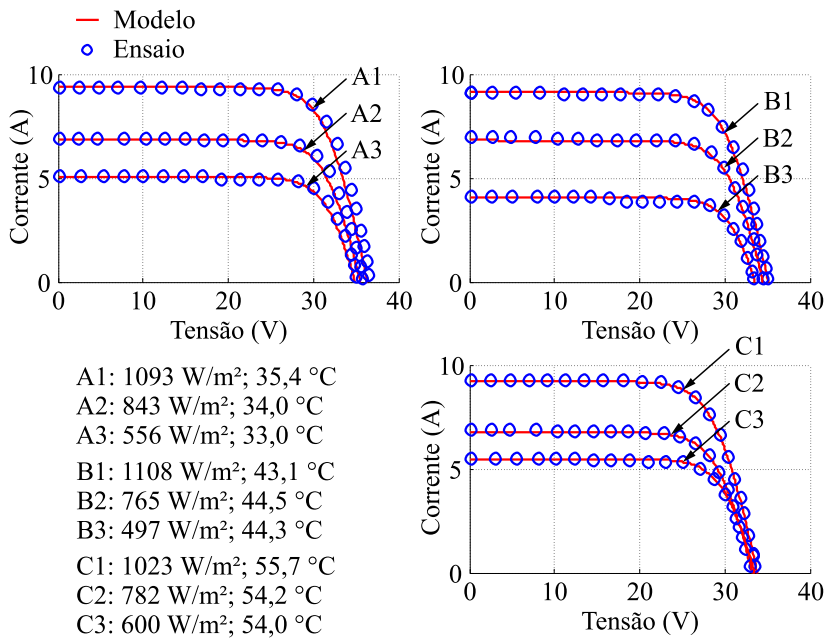 Modelo
Ensaio
10
5
0
Corrente (A)
A1
A2
A3
0 10 20 30 40
Tensão (V)
10
5
0
Corrente (A)
B1
B2
B3
0 10 20 30 40
Tensão (V)
A1: 1093 W/m²; 35,4 °C
A2: 843 W/m²; 34,0 °C
A3: 556 W/m²; 33,0 °C
B1: 1108 W/m²; 43,1 °C
B2: 765 W/m²; 44,5 °C
B3: 497 W/m²; 44,3 °C
C1: 1023 W/m²; 55,7 °C
C2: 782 W/m²; 54,2 °C
C3: 600 W/m²; 54,0 °C
10
5
0
Corrente (A)
C1
C2
C3
0 10 20 30 40
Tensão (V)